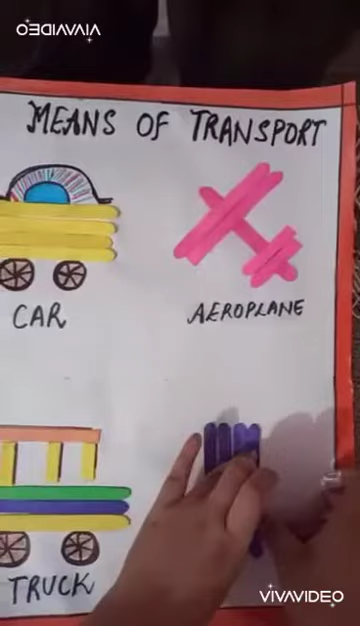 VIVAVIDEO
MEANS OF TRANSPORT
CAR
AEROPLANE
TRUCK
VIVAVIDEO